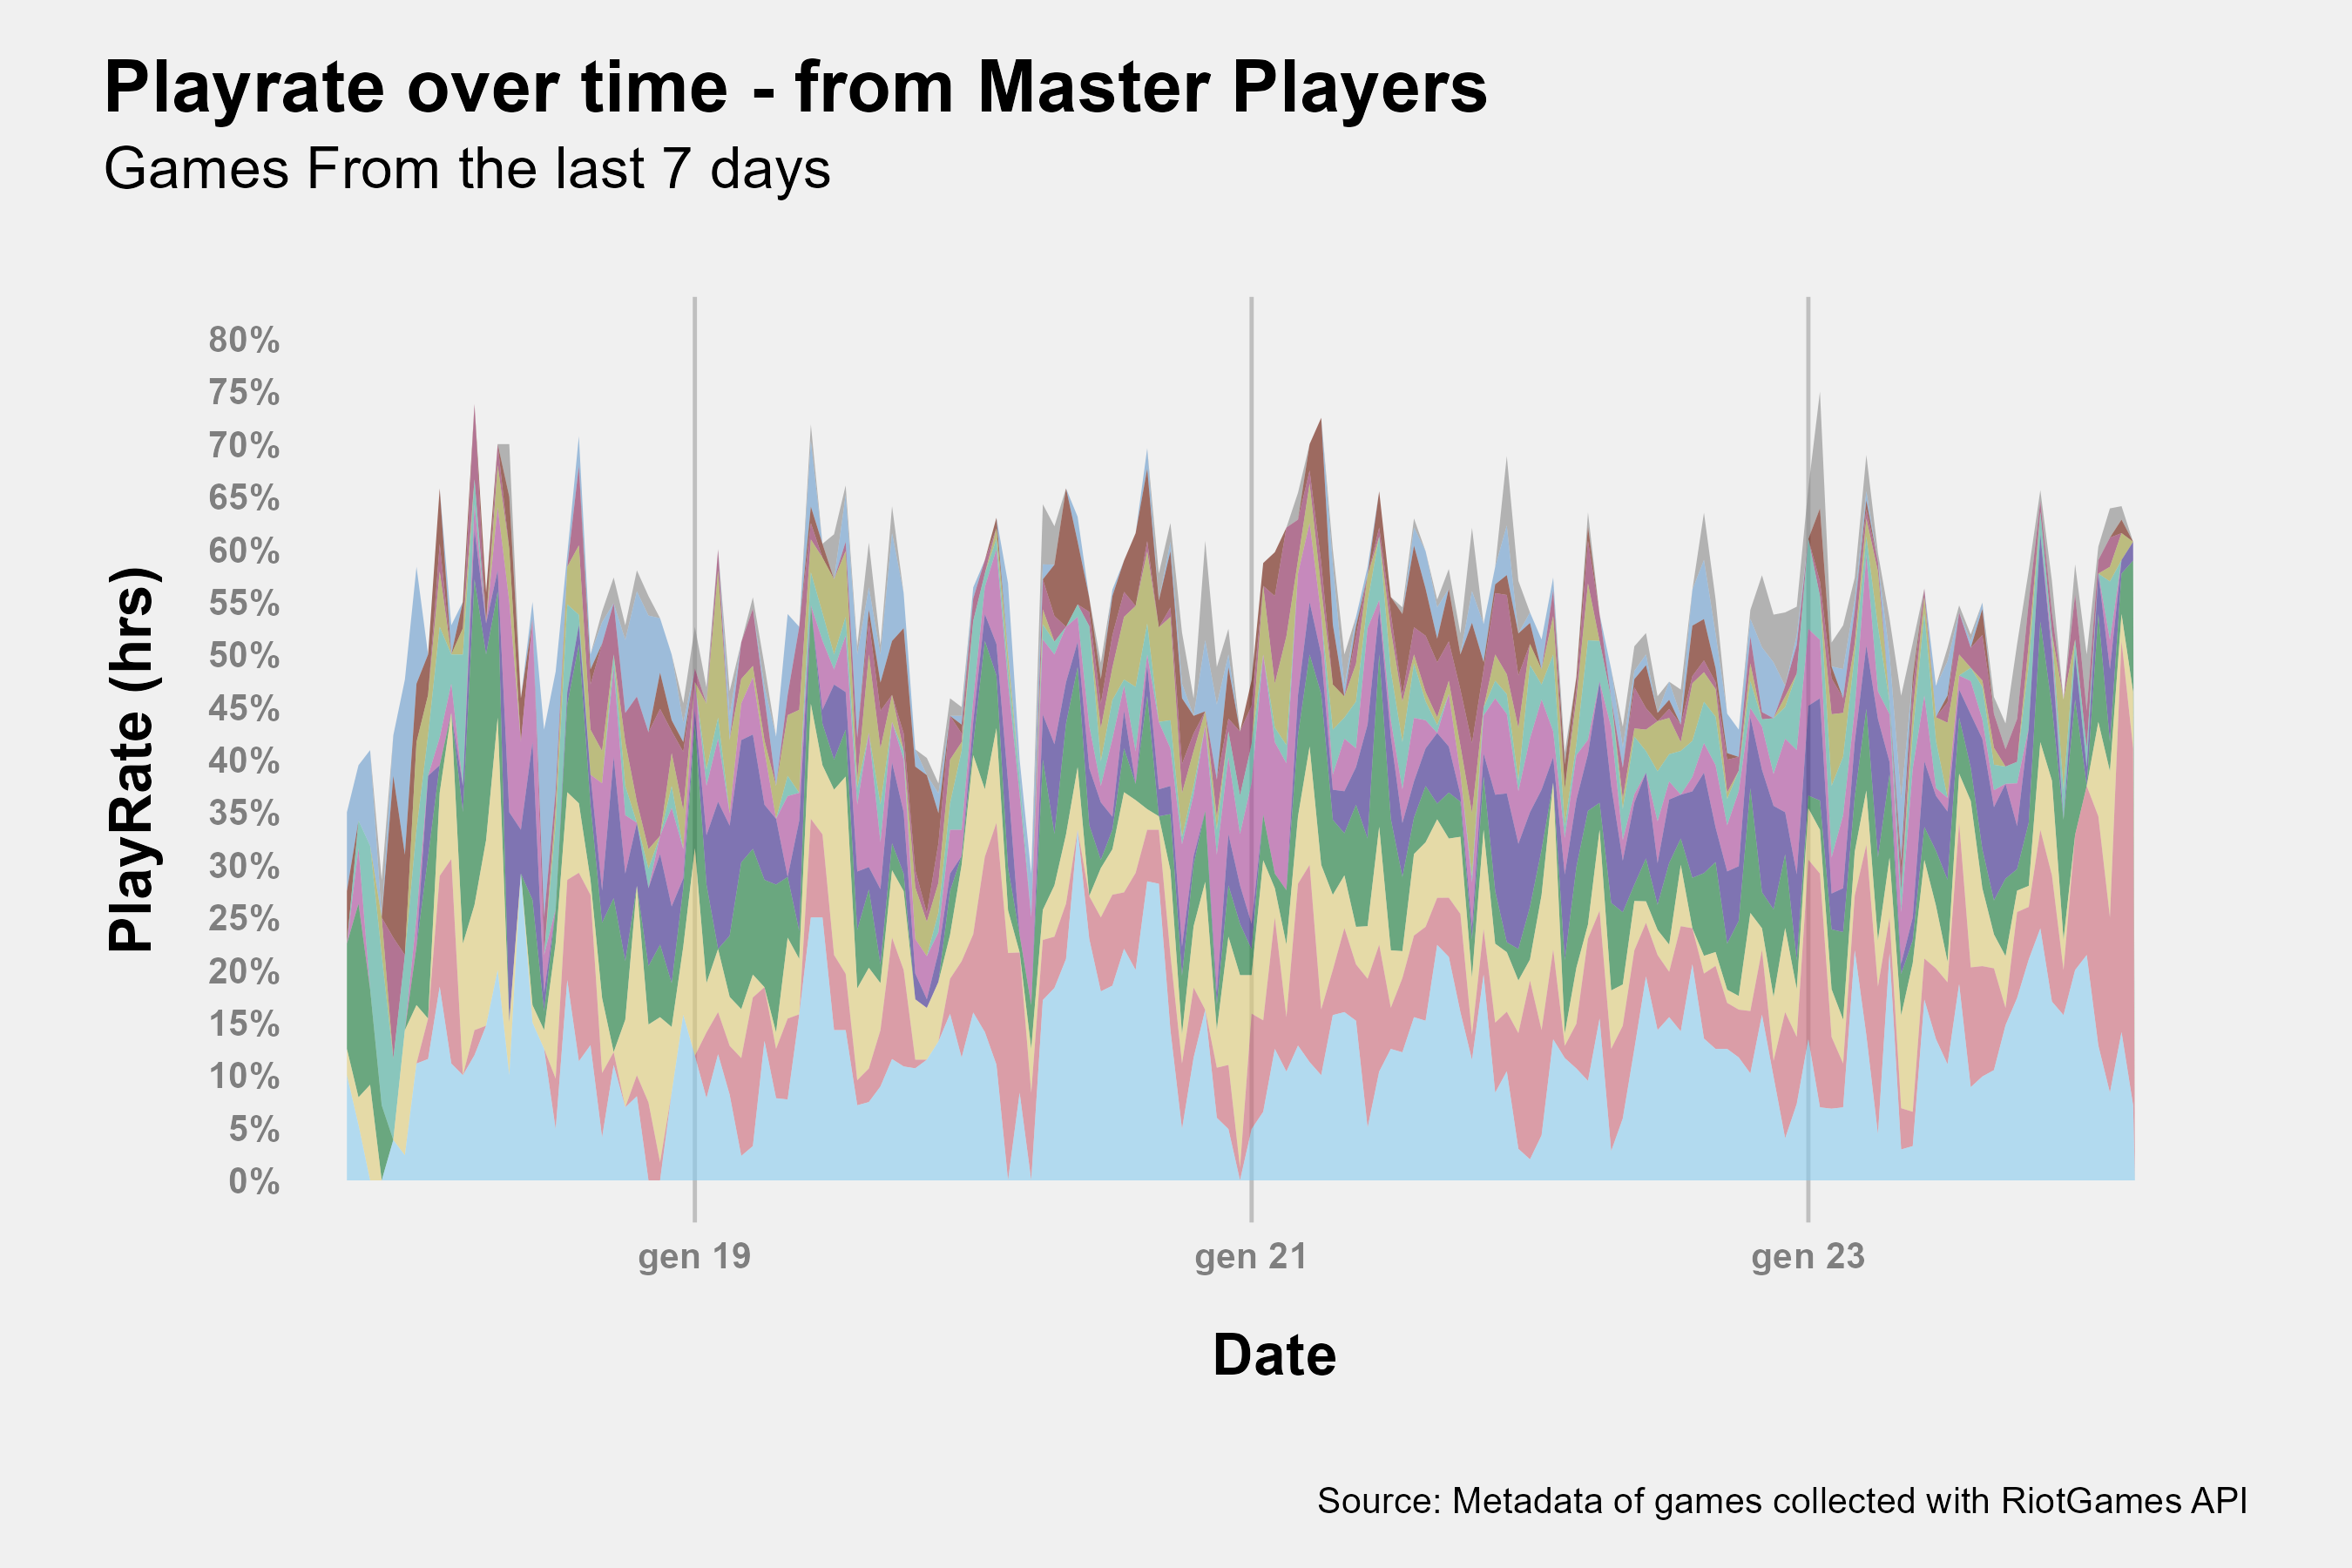 Playrate over time - from Master Players
Games From the last 7 days
80%
75%
70%
65%
60%
55%
50%
45%
40%
35%
30%
25%
20%
15%
10%
5%
0%
PlayRate (hrs)
gen 19
gen 21
gen 23
Date
Source: Metadata of games collected with RiotGames API